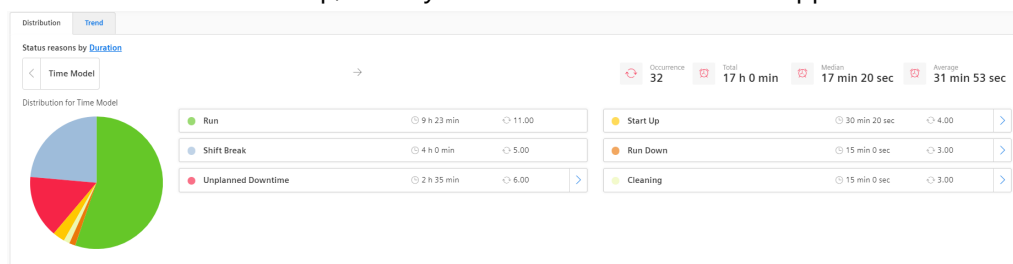 Distribution Trend
Status reasons by Duration
Time Model
Occurrence
32
Total
17 h 0 min
Median
17 min 20 sec
Average
31 min 53 sec
Distribution for Time Model
Run 9 h 23 min 11.00
Start Up 30 min 20 sec 4.00
Shift Break 4 h 0 min 5.00
Run Down 15 min 0 sec 3.00
Unplanned Downtime 2 h 35 min 6.00
Cleaning 15 min 0 sec 3.00